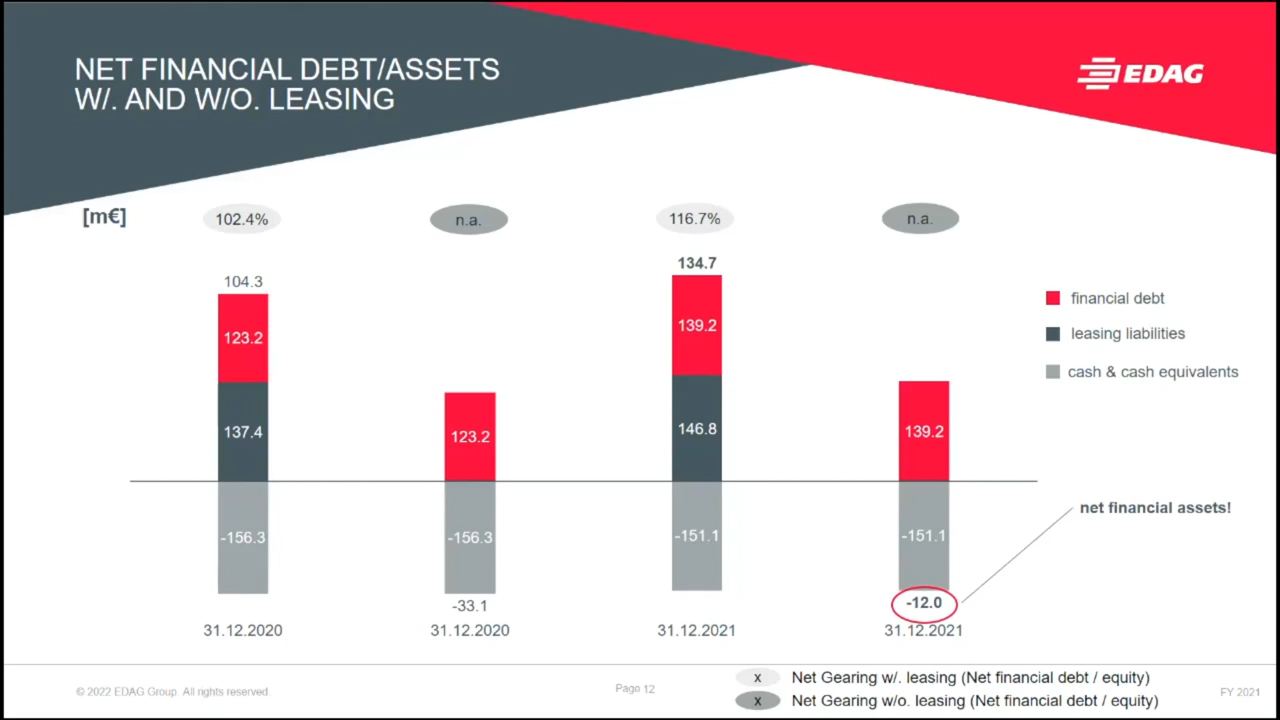 NET FINANCIAL DEBT/ASSETS
W/. AND W/O. LEASING
EDAG
[m€]
102.4%
n.a.
116.7%
n.a.
104.3
134.7
123.2
123.2
139.2
139.2
137.4
146.8
-156.3
-156.3
-151.1
-151.1
-33.1
-12.0
31.12.2020
31.12.2020
31.12.2021
31.12.2021
financial debt
leasing liabilities
cash & cash equivalents
net financial assets!
© 2022 EDAG Group. All rights reserved
Page 12
x Net Gearing w/. leasing (Net financial debt / equity)
x Net Gearing w/o. leasing (Net financial debt / equity)
FY 2021